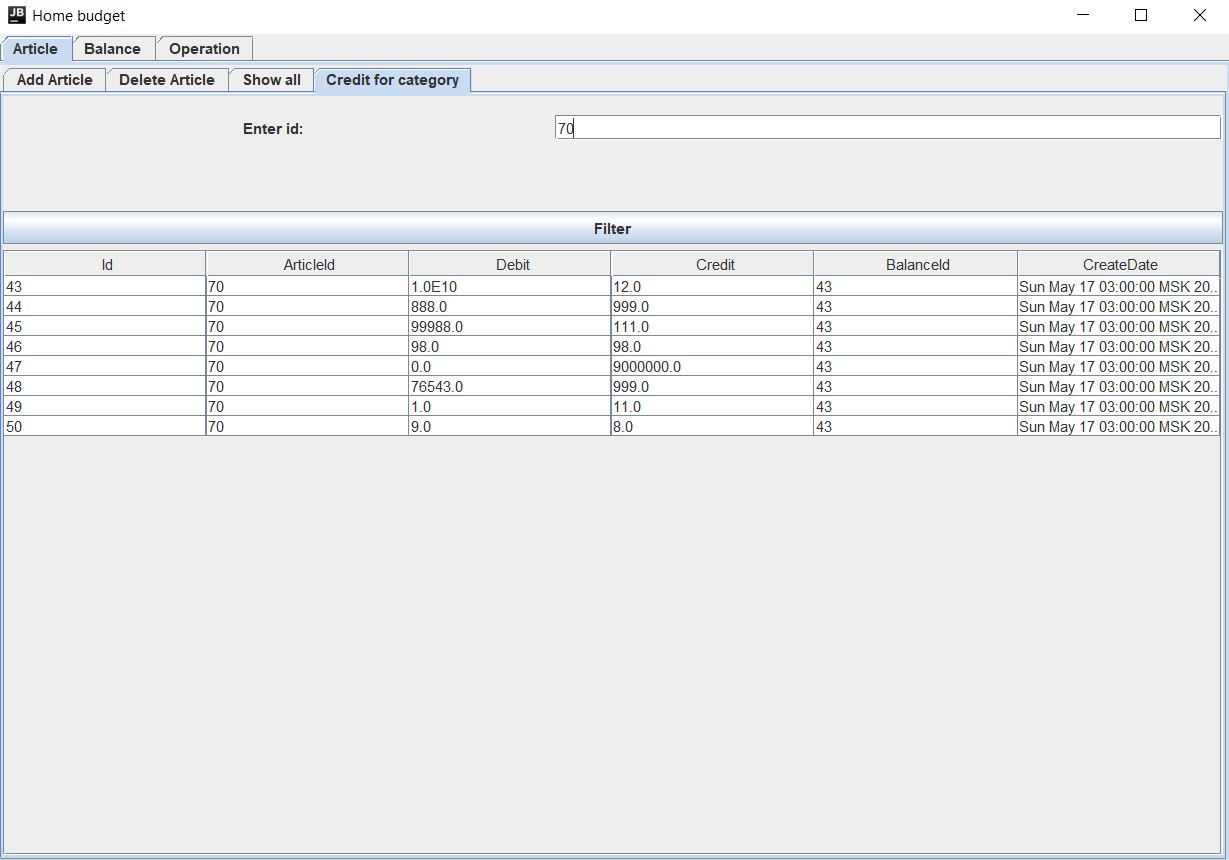 JB Home budget
Article Balance Operation
Add Article Delete Article Show all Credit for category
Enter id: 70
Filter
Id ArticleId Debit Credit BalanceId CreateDate
43 70 1.0E10 12.0 43 Sun May 17 03:00:00 MSK 20...
44 70 888.0 999.0 43 Sun May 17 03:00:00 MSK 20...
45 70 99988.0 111.0 43 Sun May 17 03:00:00 MSK 20...
46 70 98.0 98.0 43 Sun May 17 03:00:00 MSK 20...
47 70 0.0 9000000.0 43 Sun May 17 03:00:00 MSK 20...
48 70 76543.0 999.0 43 Sun May 17 03:00:00 MSK 20...
49 70 1.0 11.0 43 Sun May 17 03:00:00 MSK 20...
50 70 9.0 8.0 43 Sun May 17 03:00:00 MSK 20...